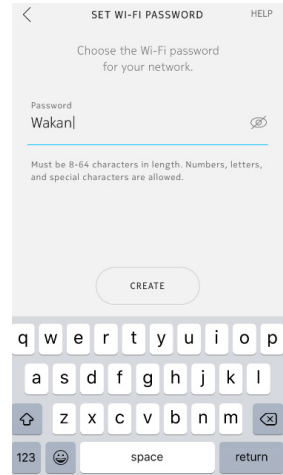 SET WI-FI PASSWORD HELP
Choose the Wi-Fi password
for your network.
Password
Wakan
Must be 8-64 characters in length. Numbers, letters,
and special characters are allowed.
CREATE
q w e r t y u i o p
a s d f g h j k l
z x c v b n m
123 space return